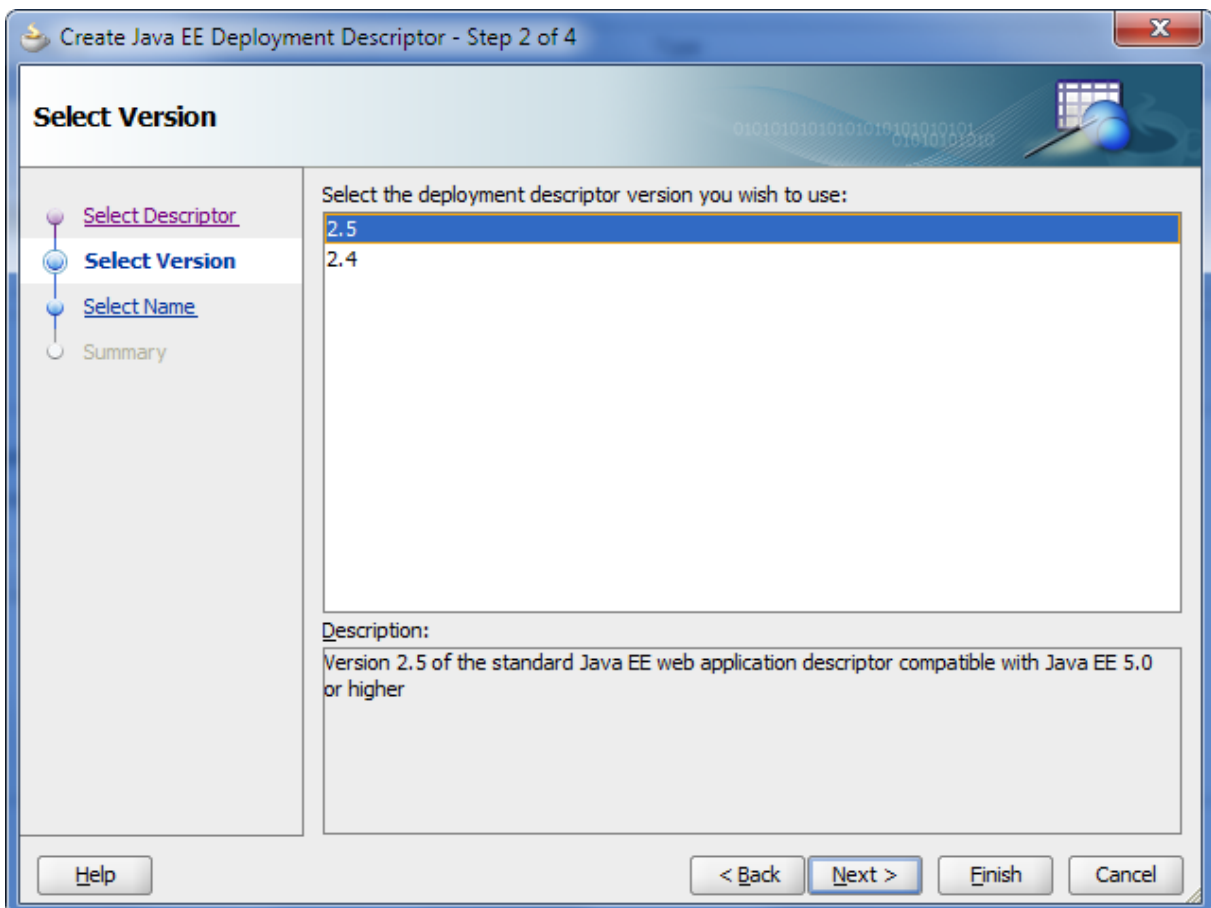 Create Java EE Deployment Descriptor - Step 2 of 4
Select Version
Select Descriptor
Select Version
Select Name
Summary
Select the deployment descriptor version you wish to use:
2.5
2.4
Description:
Version 2.5 of the standard Java EE web application descriptor compatible with Java EE 5.0
or higher
Help
< Back
Next >
Finish
Cancel